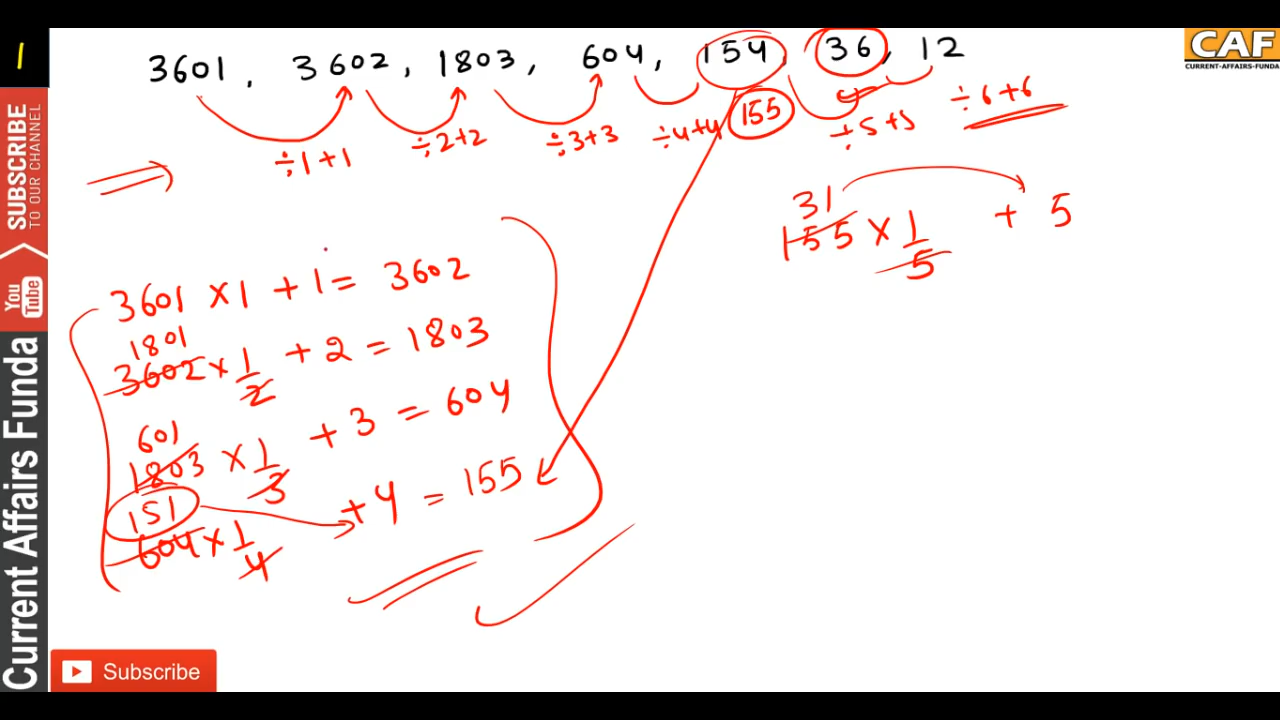 1
3601, 3602, 1803, 604, 154, 36, 12
CAF
CURRENT-AFFAIRS-FUNDA
÷1+1
÷2+2
÷3+3
÷4+4
155
÷5+5
÷6+6
31
155 × 1/5 + 5
3601 × 1 + 1 = 3602
1801
3602 × 1/2 + 2 = 1803
601
1803 × 1/3 + 3 = 604
151
604 × 1/4 + 4 = 155
SUBSCRIBE
TO OUR CHANNEL
You
Tube
Current Affairs Funda
Subscribe